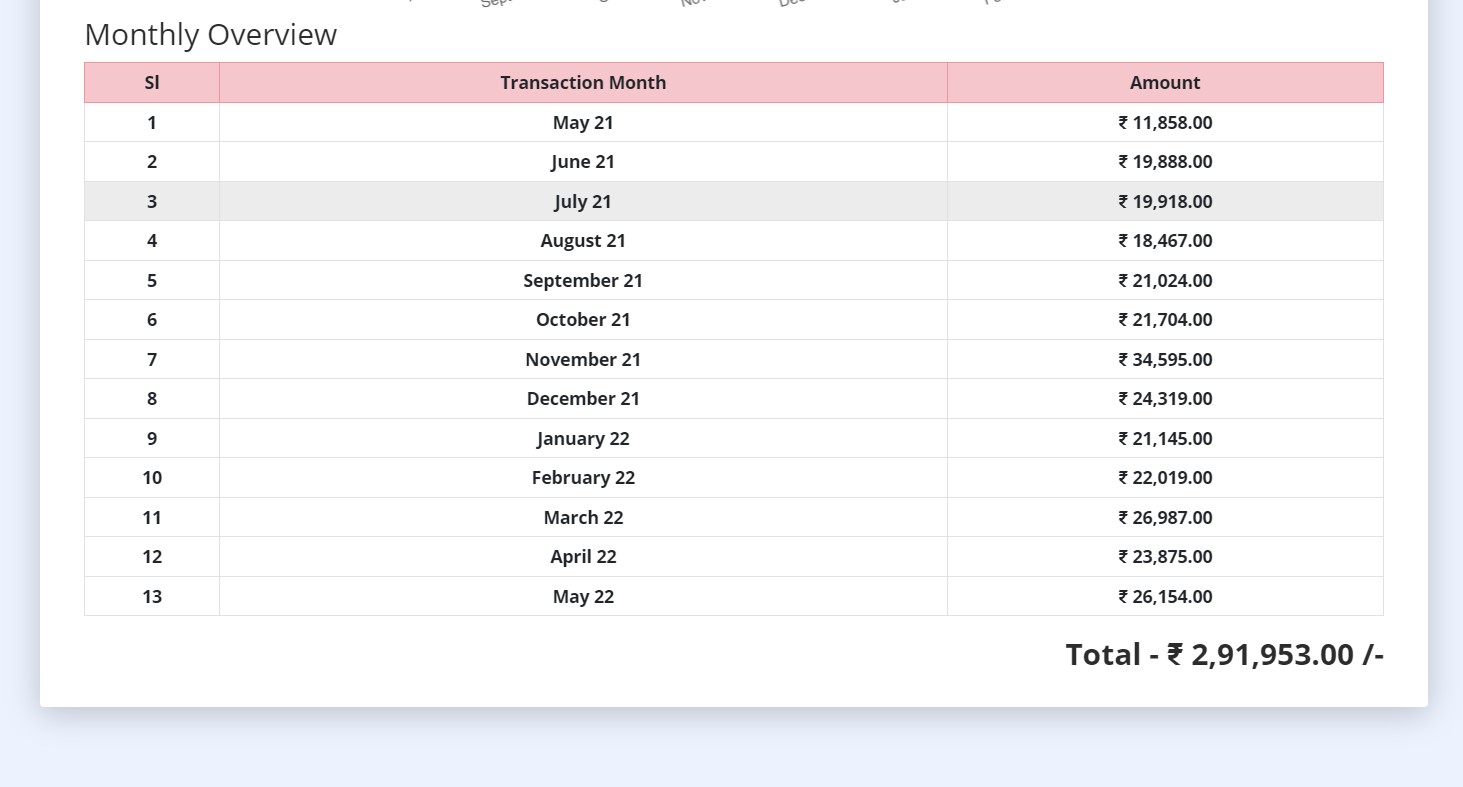 Monthly Overview
Sl Transaction Month Amount
1 May 21 ₹ 11,858.00
2 June 21 ₹ 19,888.00
3 July 21 ₹ 19,918.00
4 August 21 ₹ 18,467.00
5 September 21 ₹ 21,024.00
6 October 21 ₹ 21,704.00
7 November 21 ₹ 34,595.00
8 December 21 ₹ 24,319.00
9 January 22 ₹ 21,145.00
10 February 22 ₹ 22,019.00
11 March 22 ₹ 26,987.00
12 April 22 ₹ 23,875.00
13 May 22 ₹ 26,154.00
Total - ₹ 2,91,953.00 /-